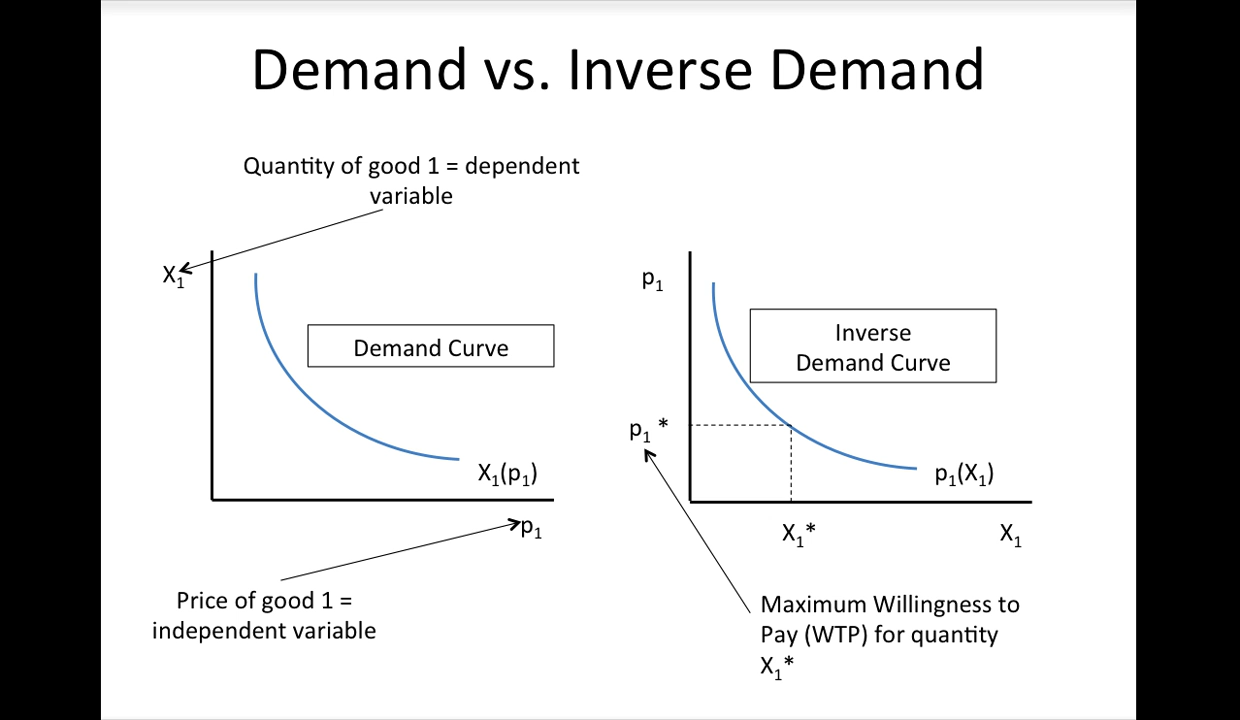 Demand vs. Inverse Demand
Quantity of good 1 = dependent
variable
X₁
Demand Curve
X₁(p₁)
p₁
Price of good 1 =
independent variable
p₁
Inverse
Demand Curve
p₁ *
p₁(X₁)
X₁*
X₁
Maximum Willingness to
Pay (WTP) for quantity
X₁*